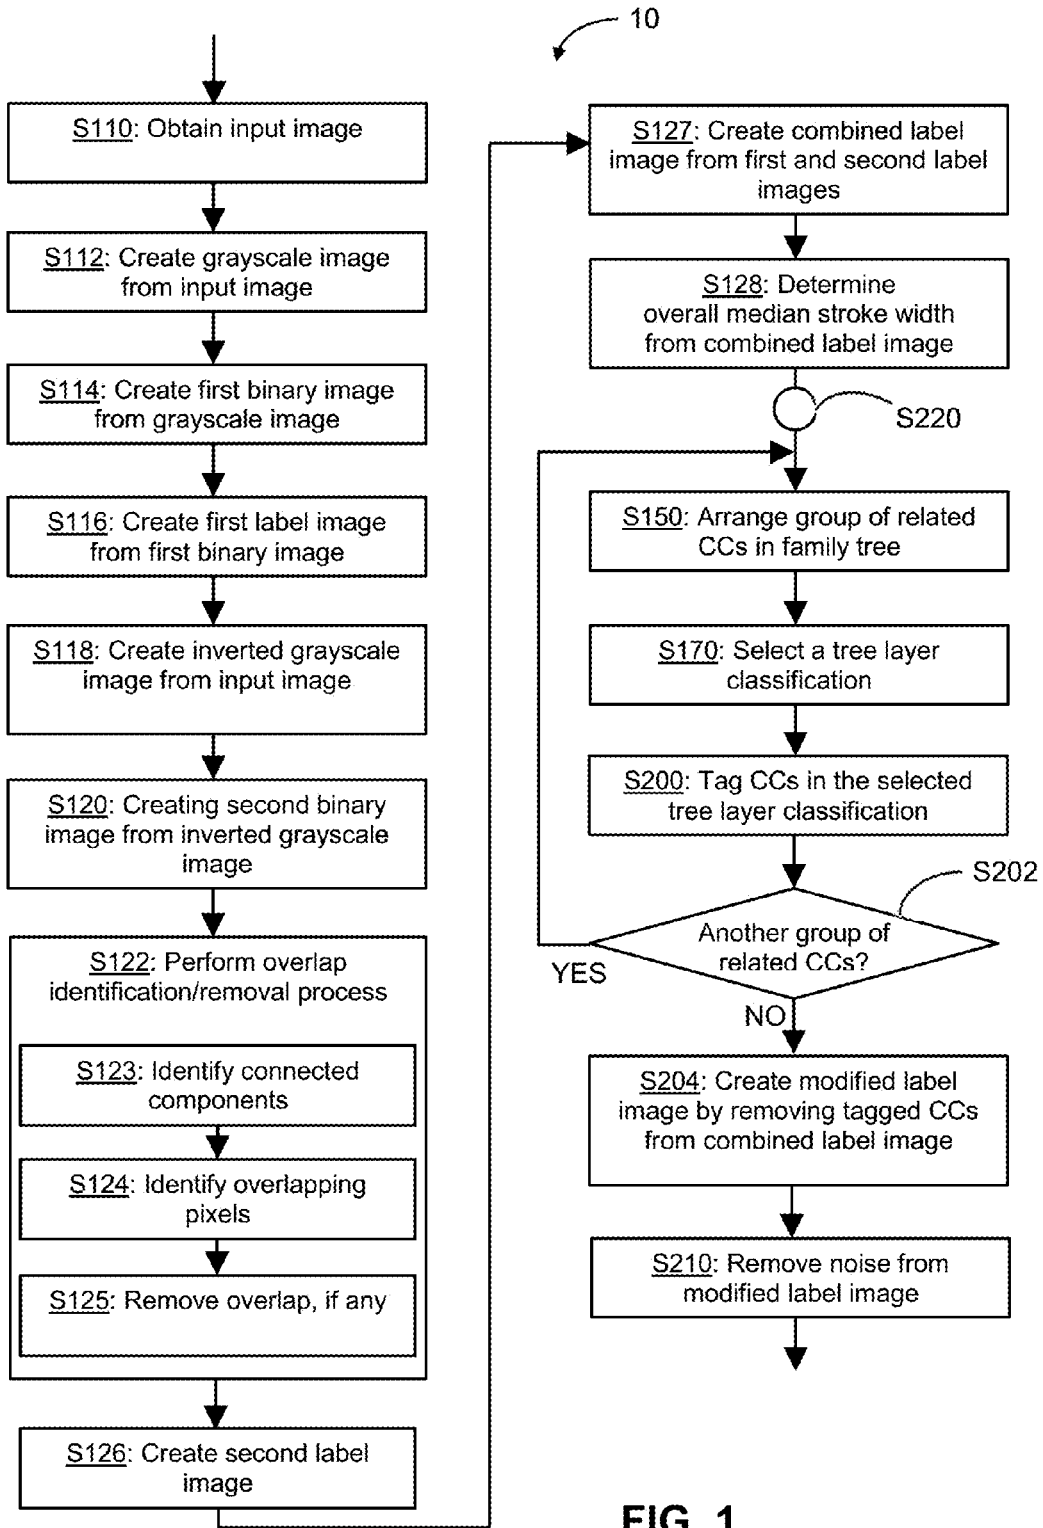 10
S110: Obtain input image
S112: Create grayscale image
from input image
S114: Create first binary image
from grayscale image
S116: Create first label image
from first binary image
S118: Create inverted grayscale
image from input image
S120: Creating second binary
image from inverted grayscale
image
S122: Perform overlap
identification/removal process
S123: Identify connected
components
S124: Identify overlapping
pixels
S125: Remove overlap, if any
S126: Create second label
image
S127: Create combined label
image from first and second label
images
S128: Determine
overall median stroke width
from combined label image
S220
S150: Arrange group of related
CCs in family tree
S170: Select a tree layer
classification
S200: Tag CCs in the selected
tree layer classification
S202
Another group of
related CCs?
YES
NO
S204: Create modified label
image by removing tagged CCs
from combined label image
S210: Remove noise from
modified label image
FIG. 1